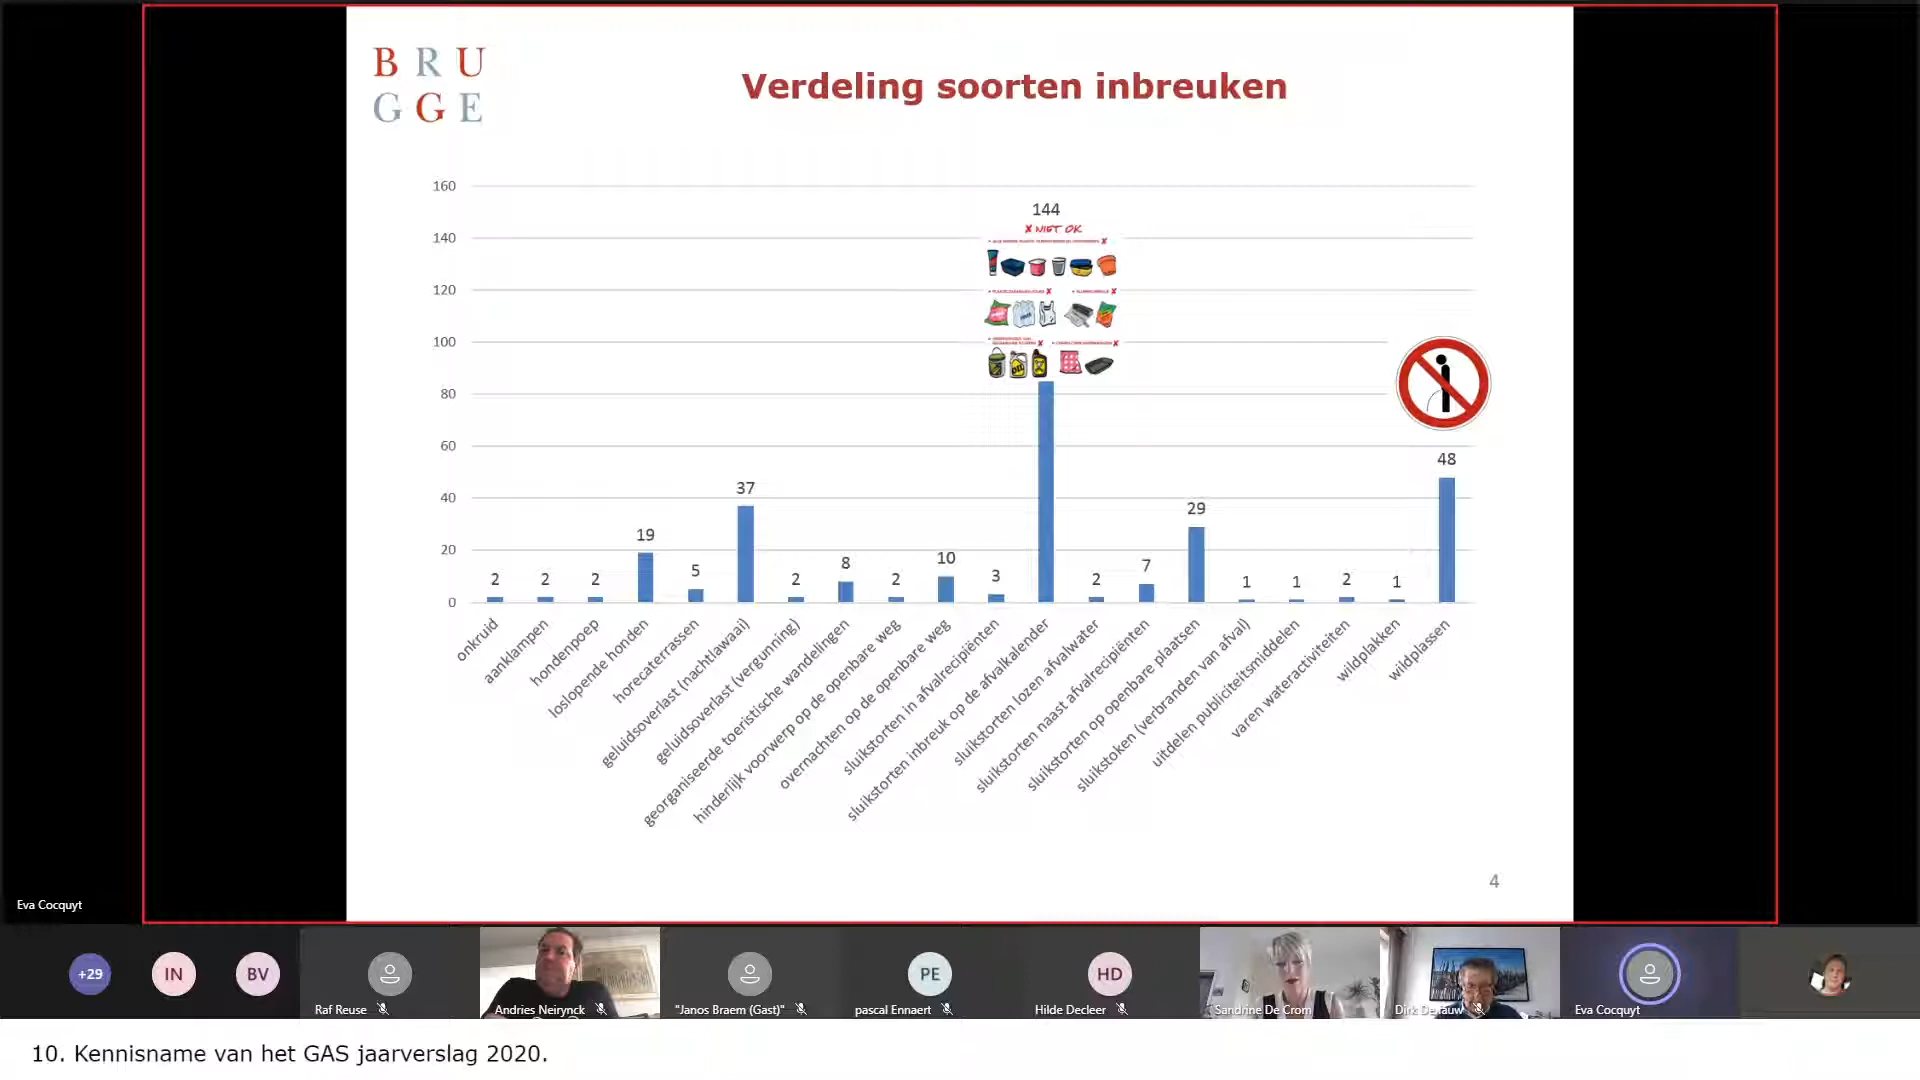 B R U
G G E
Verdeling soorten inbreuken
160
140
120
100
80
60
40
20
0
2
2
2
19
5
37
2
8
2
10
3
144
2
7
29
1
1
2
1
48
X NIET OK
OIL
onkruid
aanklampen
hondenpoep
loslopende honden
horecaterrassen
geluidsoverlast (nachtlawaai)
geluidsoverlast (vergunning)
georganiseerde toeristische wandelingen
hinderlijk voorwerp op de openbare weg
overnachten op de openbare weg
sluikstorten in afvalrecipiënten
sluikstorten inbreuk op de afvalkalender
sluikstorten lozen afvalwater
sluikstorten naast afvalrecipiënten
sluikstorten op openbare plaatsen
sluikstoken (verbranden van afval)
uitdelen publiciteitsmiddelen
varen wateractiviteiten
wildplakken
wildplassen
4
Eva Cocquyt
+29
IN
BV
Raf Reuse
Andries Neirynck
"Janos Braem (Gast)"
PE
pascal Ennaert
HD
Hilde Decleer
Sandrine De Crom
Dirk De fauw
Eva Cocquyt
10. Kennisname van het GAS jaarverslag 2020.